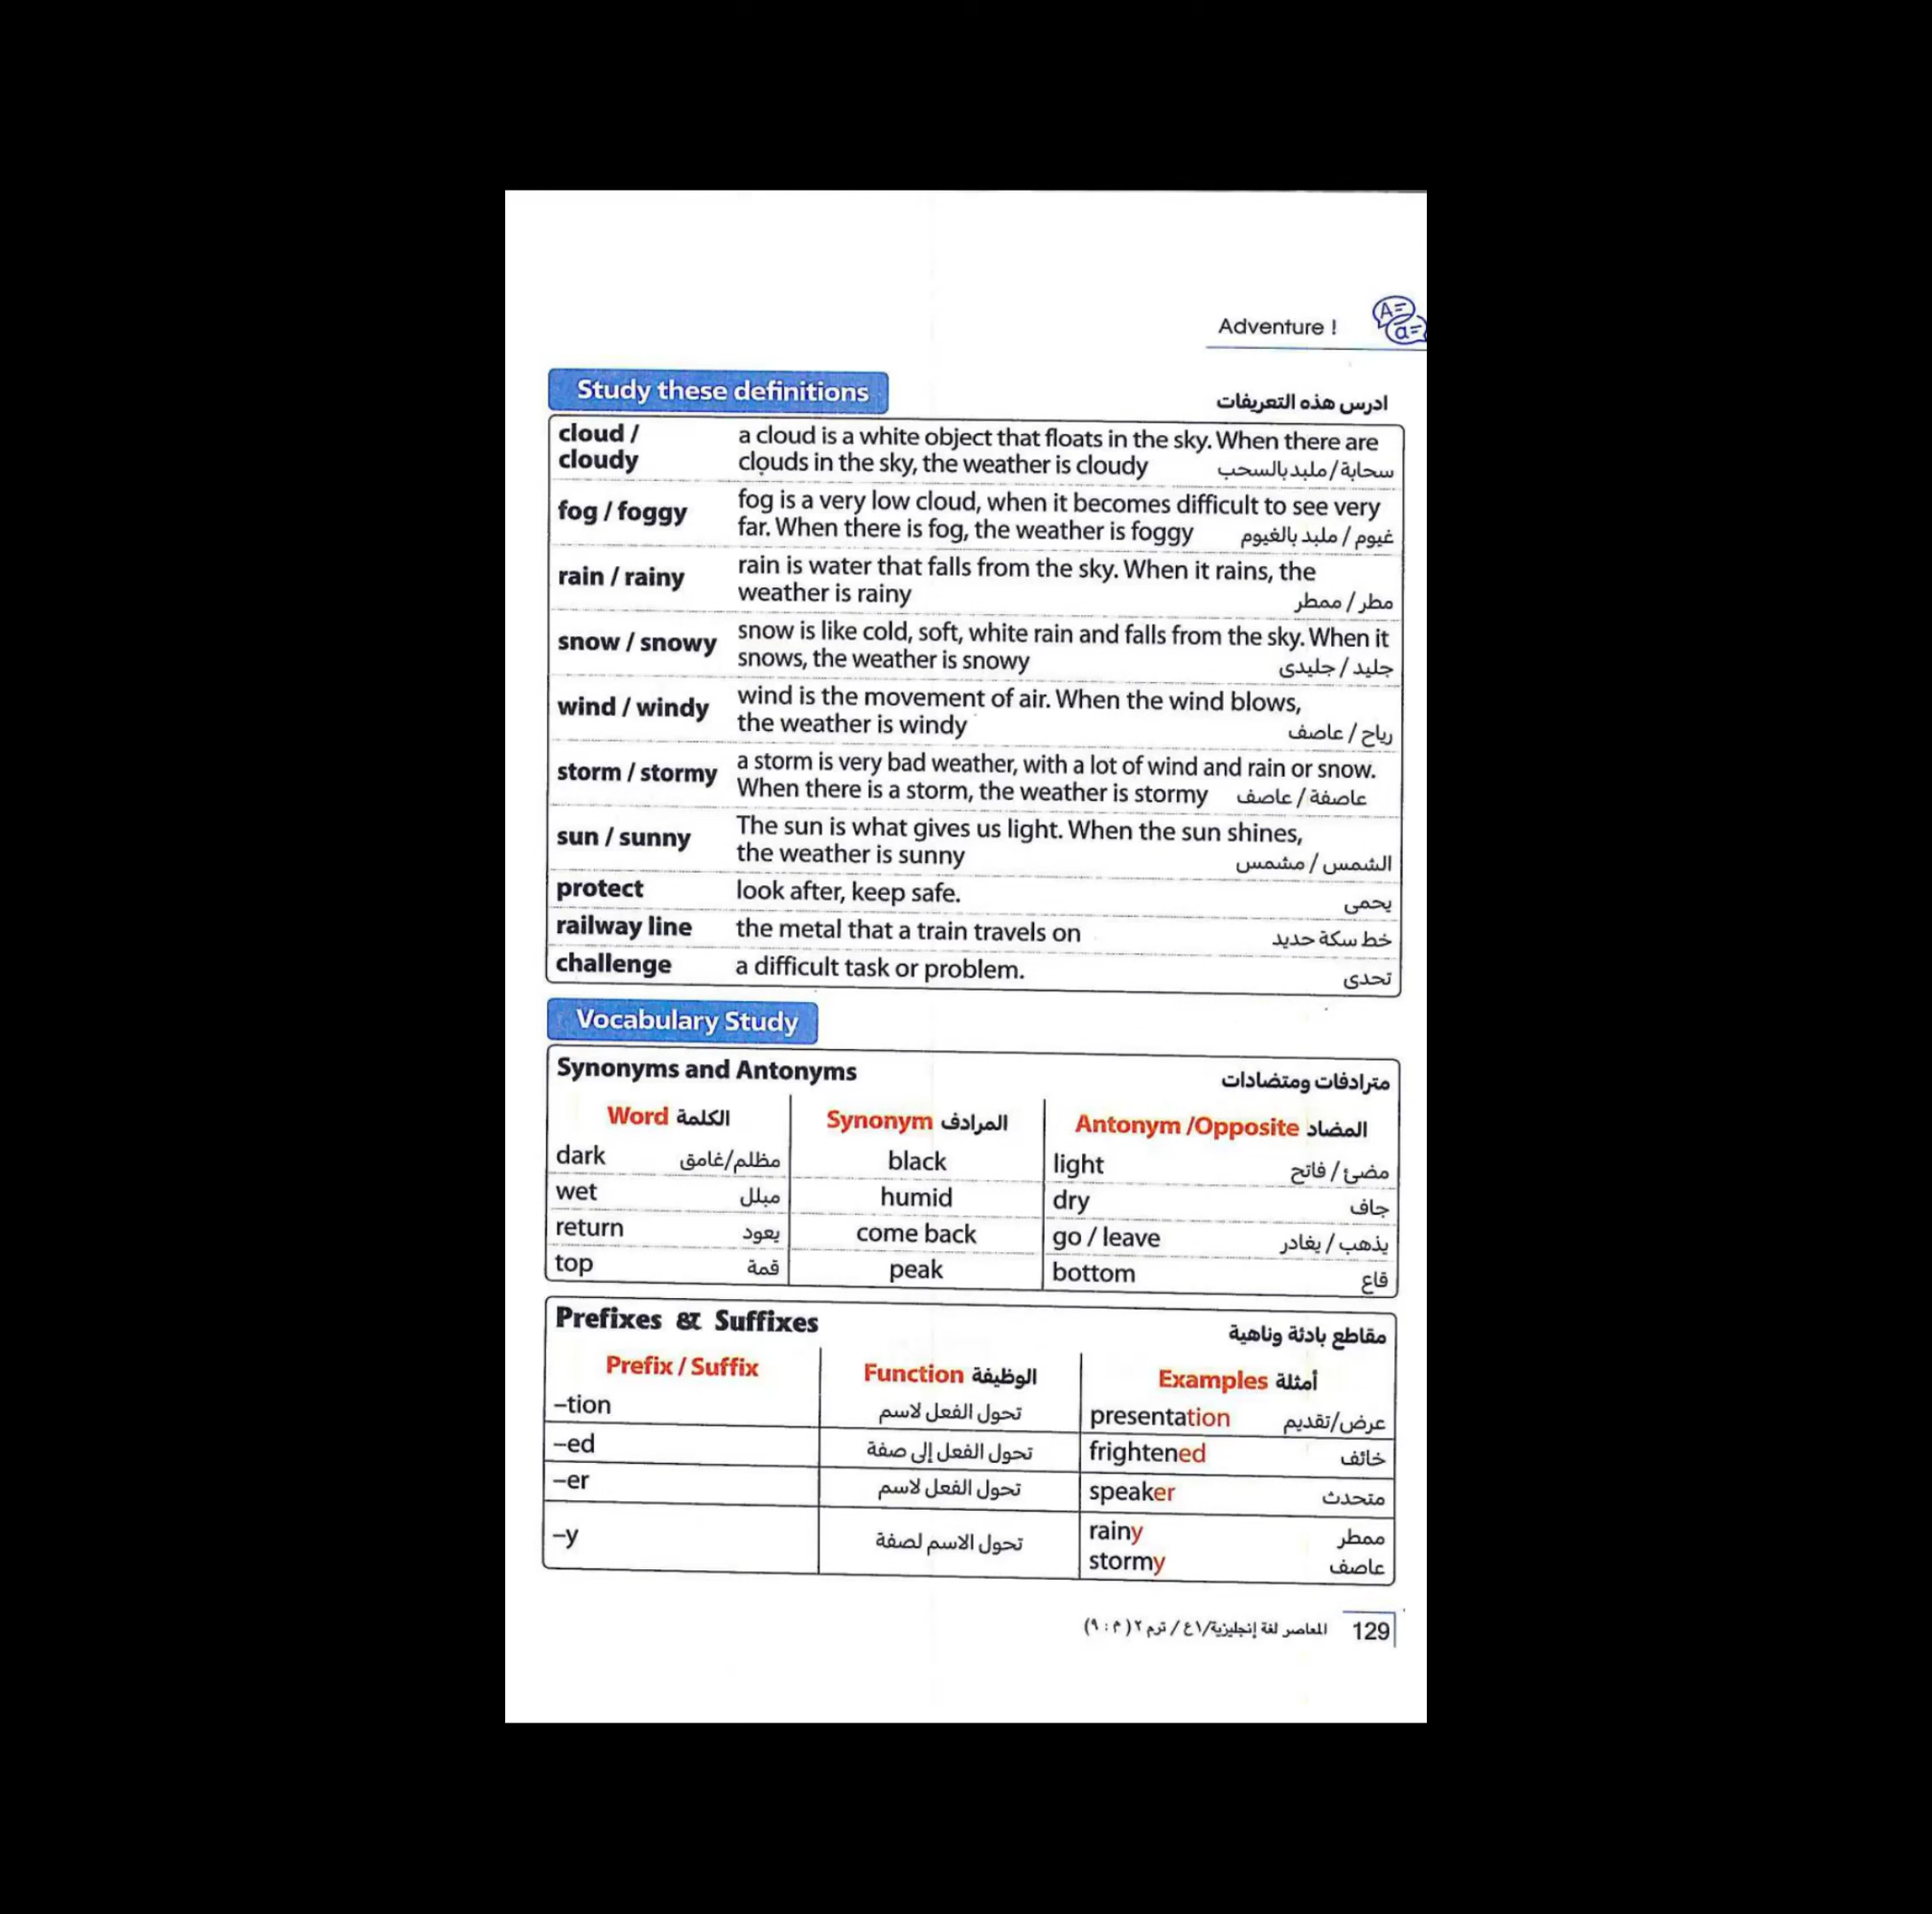 Adventure !
A=
a=
Study these definitions ادرس هذه التعريفات
cloud / a cloud is a white object that floats in the sky. When there are
cloudy clouds in the sky, the weather is cloudy سحابة/ملبد بالسحب
fog / foggy fog is a very low cloud, when it becomes difficult to see very
far. When there is fog, the weather is foggy غيوم / ملبد بالغيوم
rain / rainy rain is water that falls from the sky. When it rains, the
weather is rainy مطر / ممطر
snow / snowy snow is like cold, soft, white rain and falls from the sky. When it
snows, the weather is snowy جليد / جليدى
wind / windy wind is the movement of air. When the wind blows,
the weather is windy رياح / عاصف
storm / stormy a storm is very bad weather, with a lot of wind and rain or snow.
When there is a storm, the weather is stormy عاصفة / عاصف
sun / sunny The sun is what gives us light. When the sun shines,
the weather is sunny الشمس / مشمس
protect look after, keep safe. يحمى
railway line the metal that a train travels on خط سكة حديد
challenge a difficult task or problem. تحدى
Vocabulary Study
Synonyms and Antonyms مترادفات ومتضادات
Word الكلمة Synonym المرادف Antonym /Opposite المضاد
dark مظلم/غامق black light مضئ / فاتح
wet مبلل humid dry جاف
return يعود come back go / leave يذهب / يغادر
top قمة peak bottom قاع
Prefixes & Suffixes مقاطع بادئة وناهية
Prefix / Suffix Function الوظيفة Examples أمثلة
–tion تحول الفعل لاسم presentation عرض/تقديم
–ed تحول الفعل إلى صفة frightened خائف
–er تحول الفعل لاسم speaker متحدث
–y تحول الاسم لصفة rainy ممطر
stormy عاصف
المعاصر لغة إنجليزية/١ع / ترم ٢ (م : ٩) 129